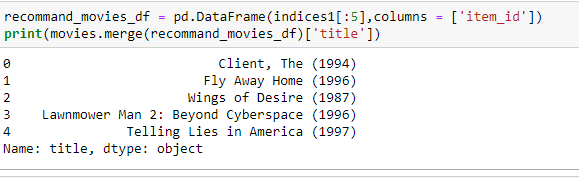 recommand_movies_df = pd.DataFrame(indices1[:5],columns = ['item_id'])
print(movies.merge(recommand_movies_df)['title'])
0 Client, The (1994)
1 Fly Away Home (1996)
2 Wings of Desire (1987)
3 Lawnmower Man 2: Beyond Cyberspace (1996)
4 Telling Lies in America (1997)
Name: title, dtype: object